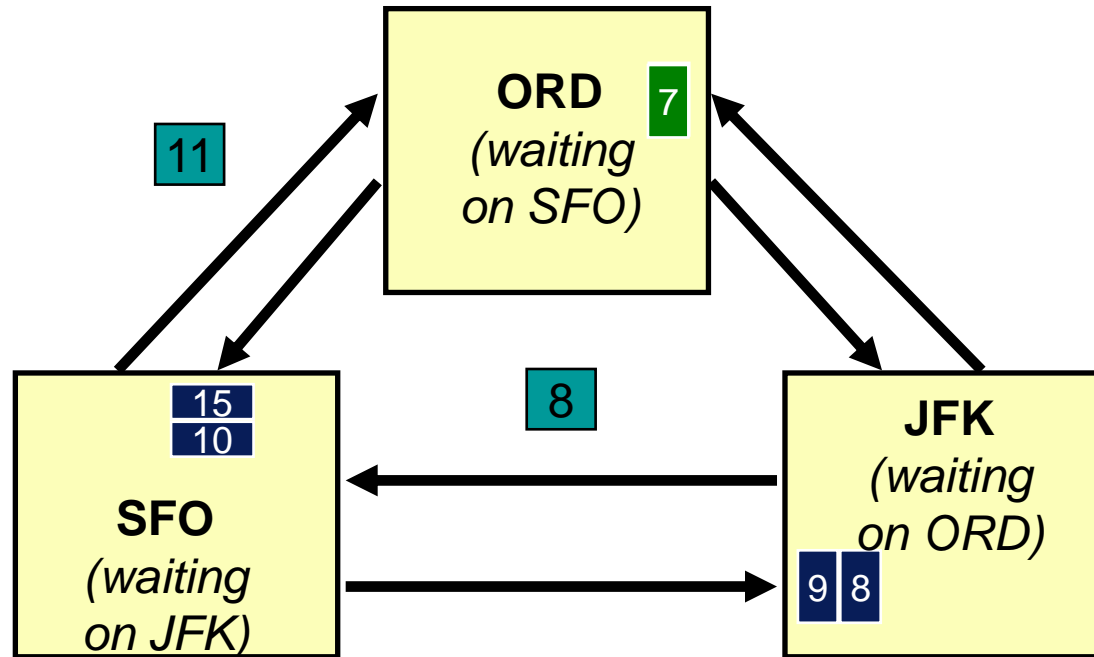 ORD
7
(waiting
on SFO)
11
15
10
8
JFK
(waiting
on ORD)
SFO
(waiting
on JFK)
9 8